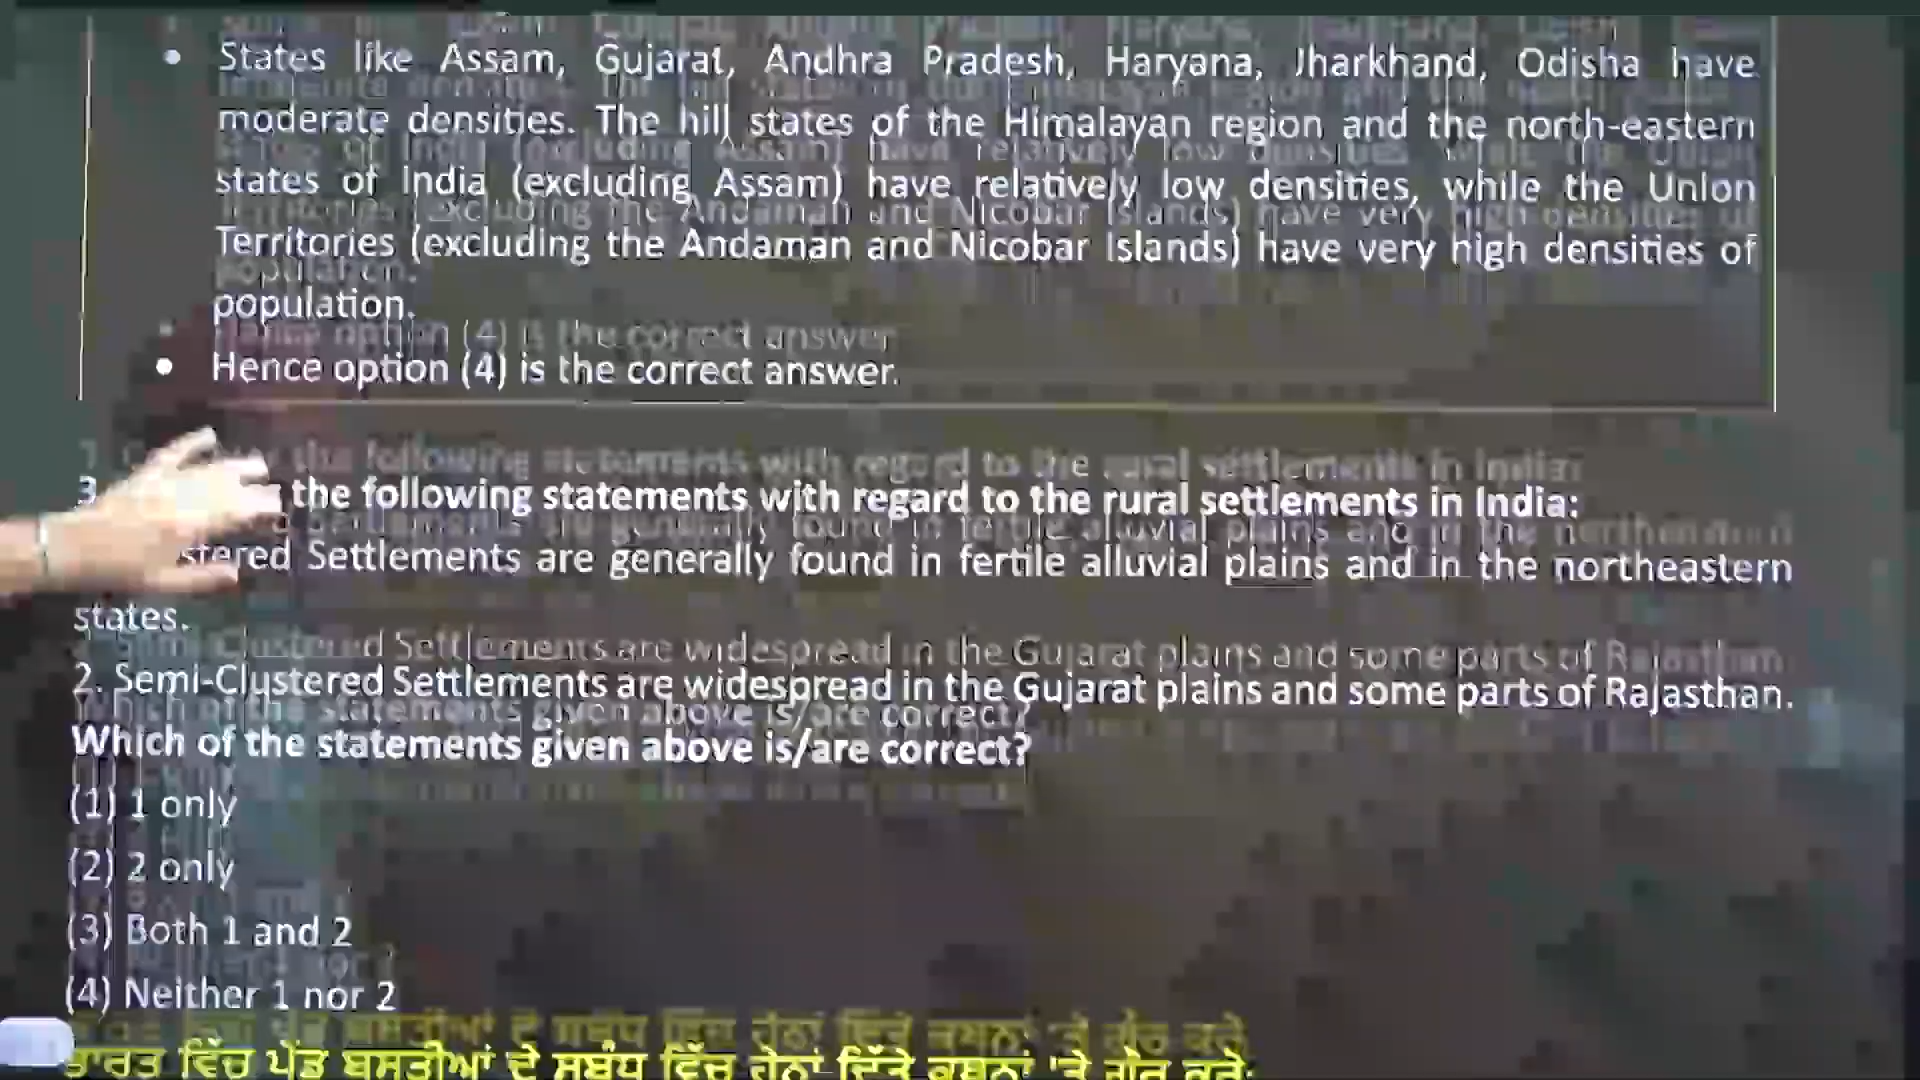 • States like Assam, Gujarat, Andhra Pradesh, Haryana, Jharkhand, Odisha have
moderate densities. The hill states of the Himalayan region and the north-eastern
states of India (excluding Assam) have relatively low densities, while the Union
Territories (excluding the Andaman and Nicobar Islands) have very high densities of
population.
• Hence option (4) is the correct answer.
3. the following statements with regard to the rural settlements in India:
stered Settlements are generally found in fertile alluvial plains and in the northeastern
states.
2. Semi-Clustered Settlements are widespread in the Gujarat plains and some parts of Rajasthan.
Which of the statements given above is/are correct?
(1) 1 only
(2) 2 only
(3) Both 1 and 2
(4) Neither 1 nor 2
ਭਾਰਤ ਵਿੱਚ ਪੇਂਡੂ ਬਸਤੀਆਂ ਦੇ ਸਬੰਧ ਵਿੱਚ ਹੇਠਾਂ ਦਿੱਤੇ ਕਥਨਾਂ 'ਤੇ ਗੌਰ ਕਰੋ: